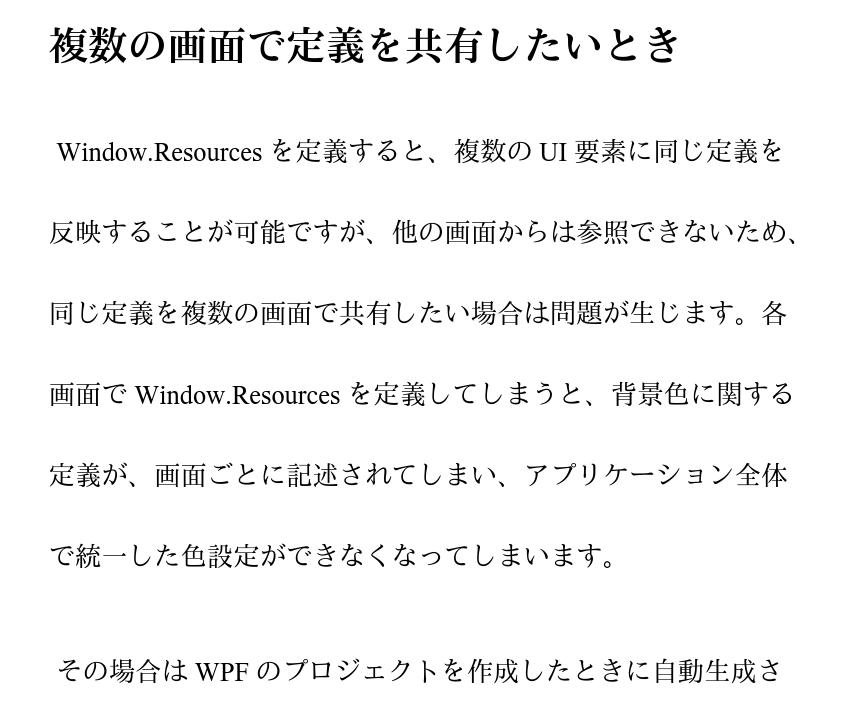 複数の画面で定義を共有したいとき
Window.Resources を定義すると、複数の UI 要素に同じ定義を
反映することが可能ですが、他の画面からは参照できないため、
同じ定義を複数の画面で共有したい場合は問題が生じます。各
画面で Window.Resources を定義してしまうと、背景色に関する
定義が、画面ごとに記述されてしまい、アプリケーション全体
で統一した色設定ができなくなってしまいます。
その場合は WPF のプロジェクトを作成したときに自動生成さ